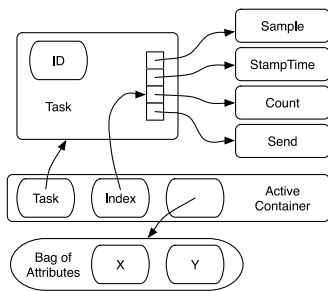 Sample
ID
StampTime
Task
Count
Send
Task
Index
Active
Container
Bag of
Attributes
X
Y